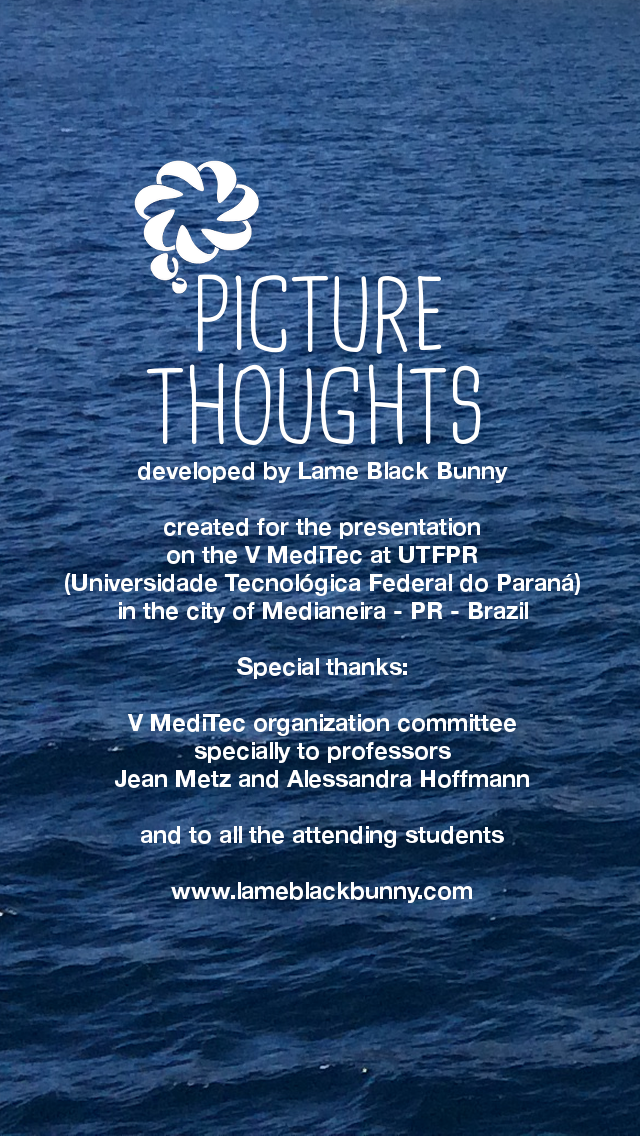 PICTURE
THOUGHTS
developed by Lame Black Bunny
created for the presentation
on the V MediTec at UTFPR
(Universidade Tecnológica Federal do Paraná)
in the city of Medianeira - PR - Brazil
Special thanks:
V MediTec organization committee
specially to professors
Jean Metz and Alessandra Hoffmann
and to all the attending students
www.lameblackbunny.com